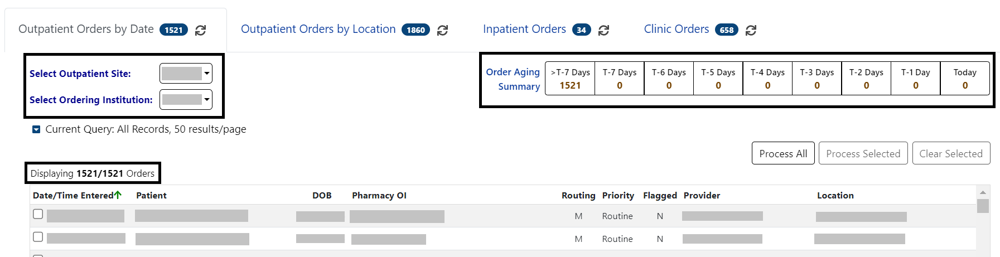 Outpatient Orders by Date 1521 Outpatient Orders by Location 1860 Inpatient Orders 34 Clinic Orders 658
Select Outpatient Site:
Select Ordering Institution:
Order Aging Summary
>T-7 Days T-7 Days T-6 Days T-5 Days T-4 Days T-3 Days T-2 Days T-1 Day Today
1521 0 0 0 0 0 0 0 0
Current Query: All Records, 50 results/page
Process All Process Selected Clear Selected
Displaying 1521/1521 Orders
Date/Time Entered Patient DOB Pharmacy OI Routing Priority Flagged Provider Location
M Routine N
M Routine N